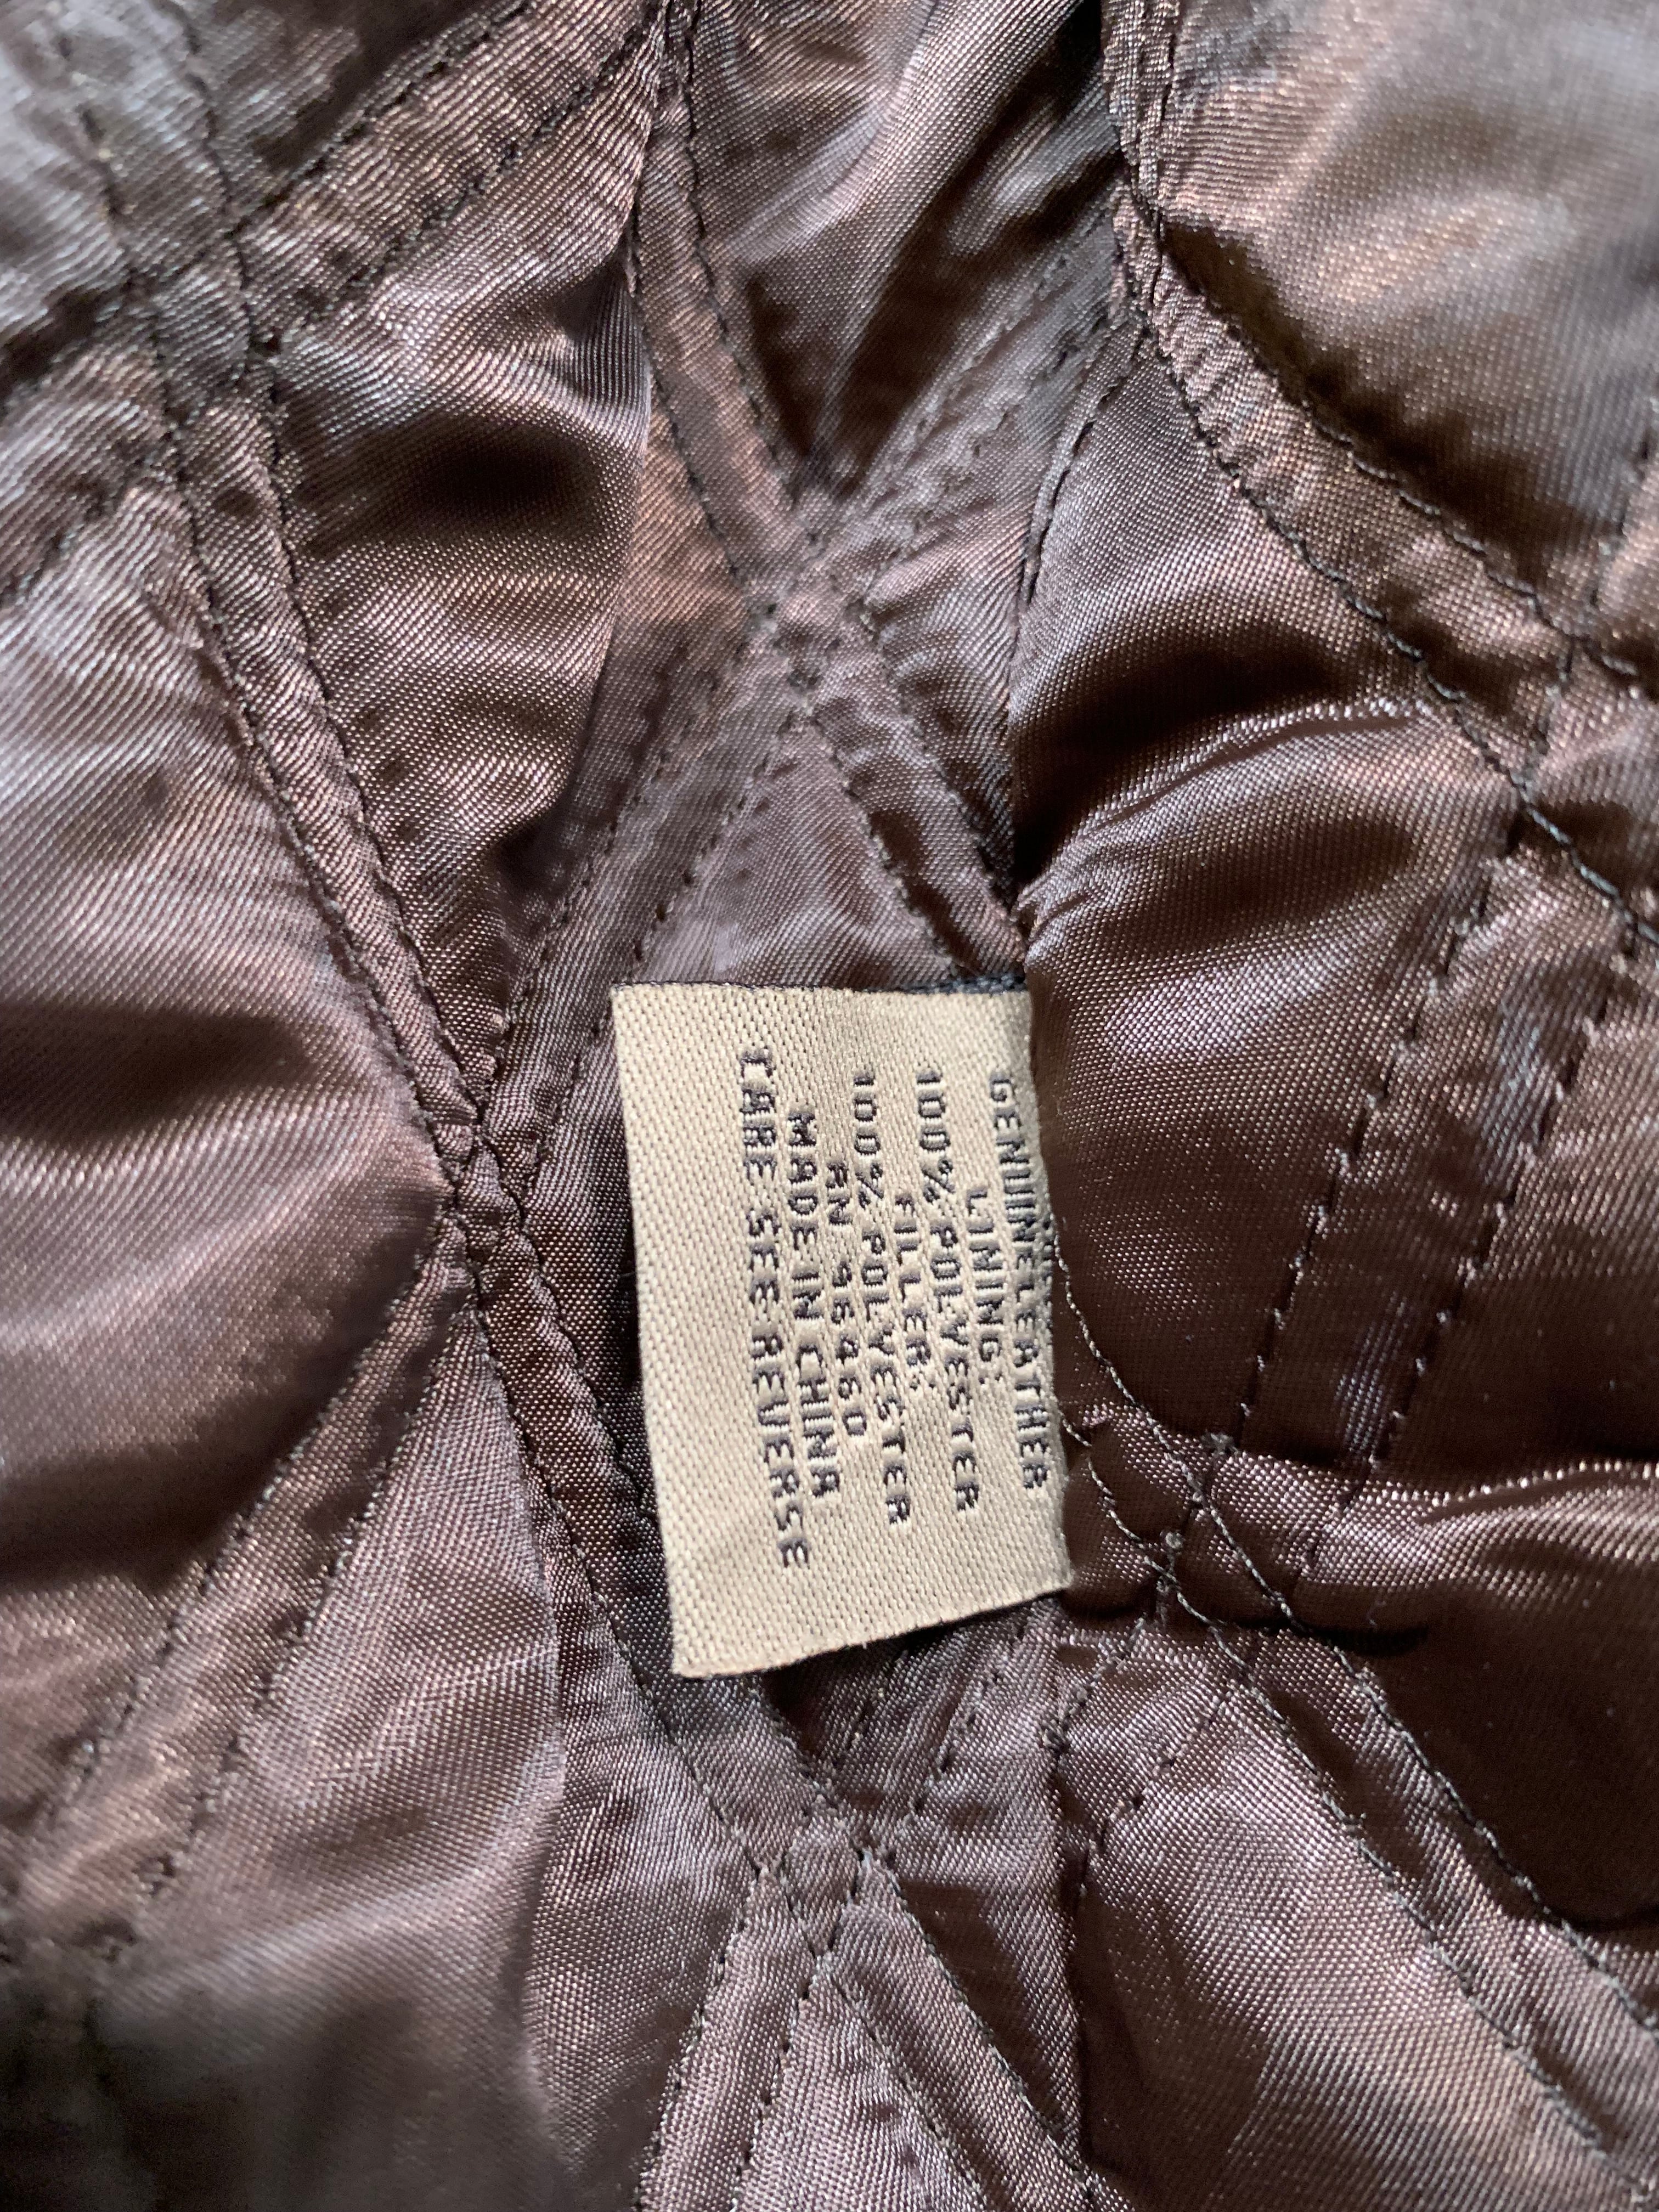 GENUINE LEATHER
LINING:
100% POLYESTER
FILLER:
100% POLYESTER
RN 96460
MADE IN CHINA
CARE SEE REVERSE